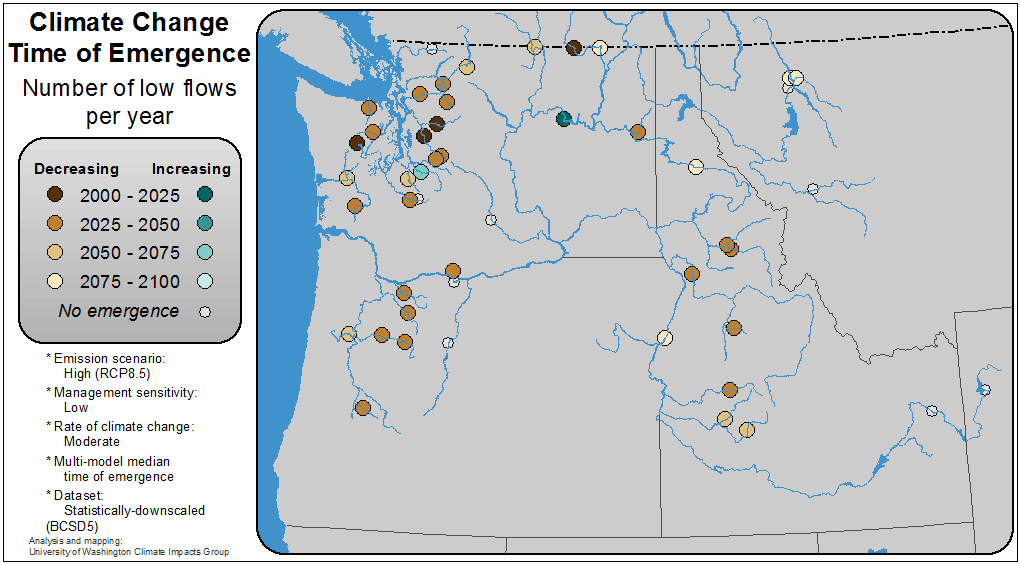 Climate Change
Time of Emergence
Number of low flows
per year
Decreasing Increasing
2000 - 2025
2025 - 2050
2050 - 2075
2075 - 2100
No emergence
* Emission scenario:
High (RCP8.5)
* Management sensitivity:
Low
* Rate of climate change:
Moderate
* Multi-model median
time of emergence
* Dataset:
Statistically-downscaled
(BCSD5)
Analysis and mapping:
University of Washington Climate Impacts Group